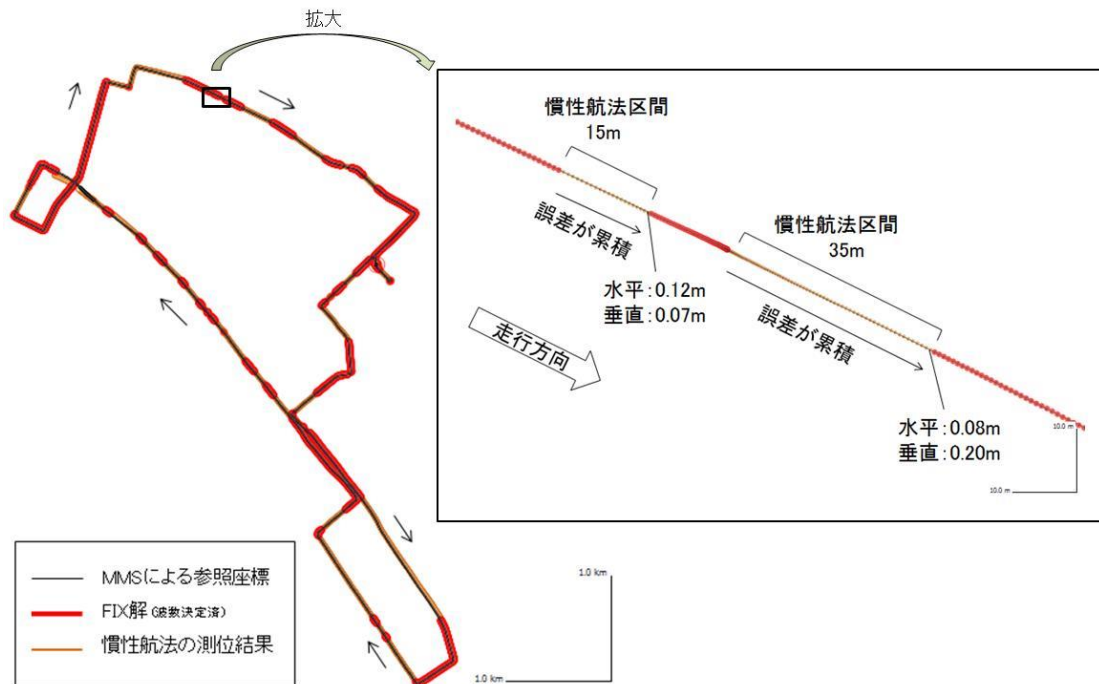 拡大
慣性航法区間
15m
誤差が累積
慣性航法区間
35m
水平:0.12m
垂直:0.07m
誤差が累積
走行方向
水平:0.08m
垂直:0.20m
10.0 m
10.0 m
MMSによる参照座標
FIX解(波数決定済)
慣性航法の測位結果
1.0 km
1.0 km